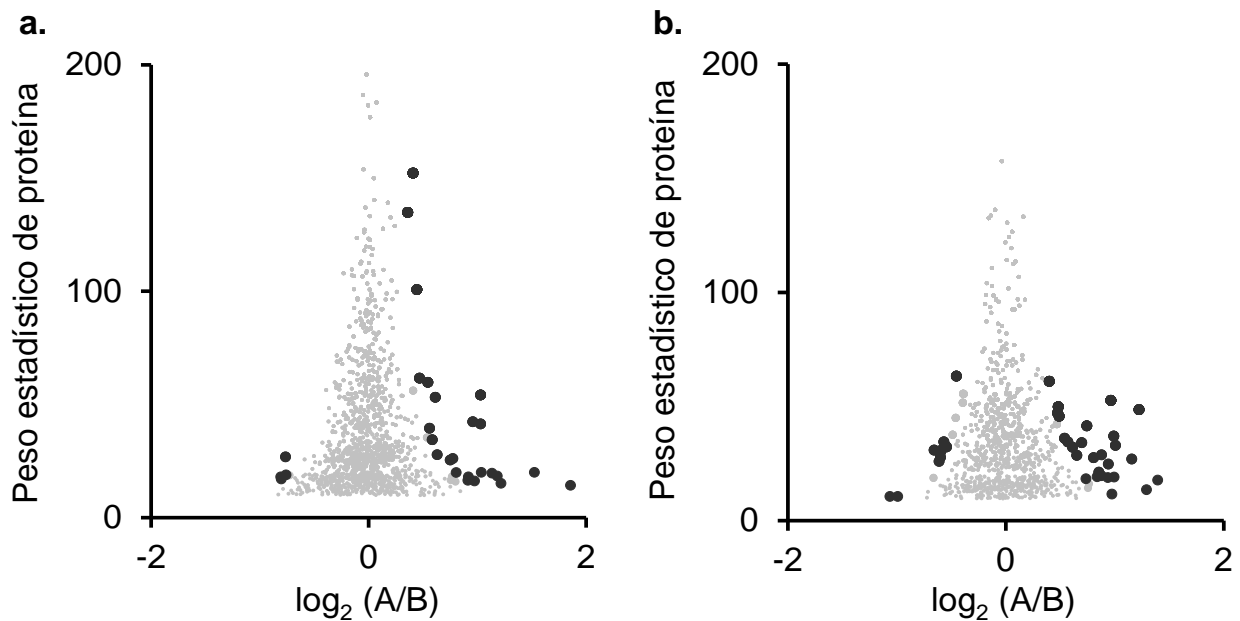 a.
Peso estadístico de proteína
200
100
0
-2
0
2
log₂ (A/B)
b.
Peso estadístico de proteína
200
100
0
-2
0
2
log₂ (A/B)